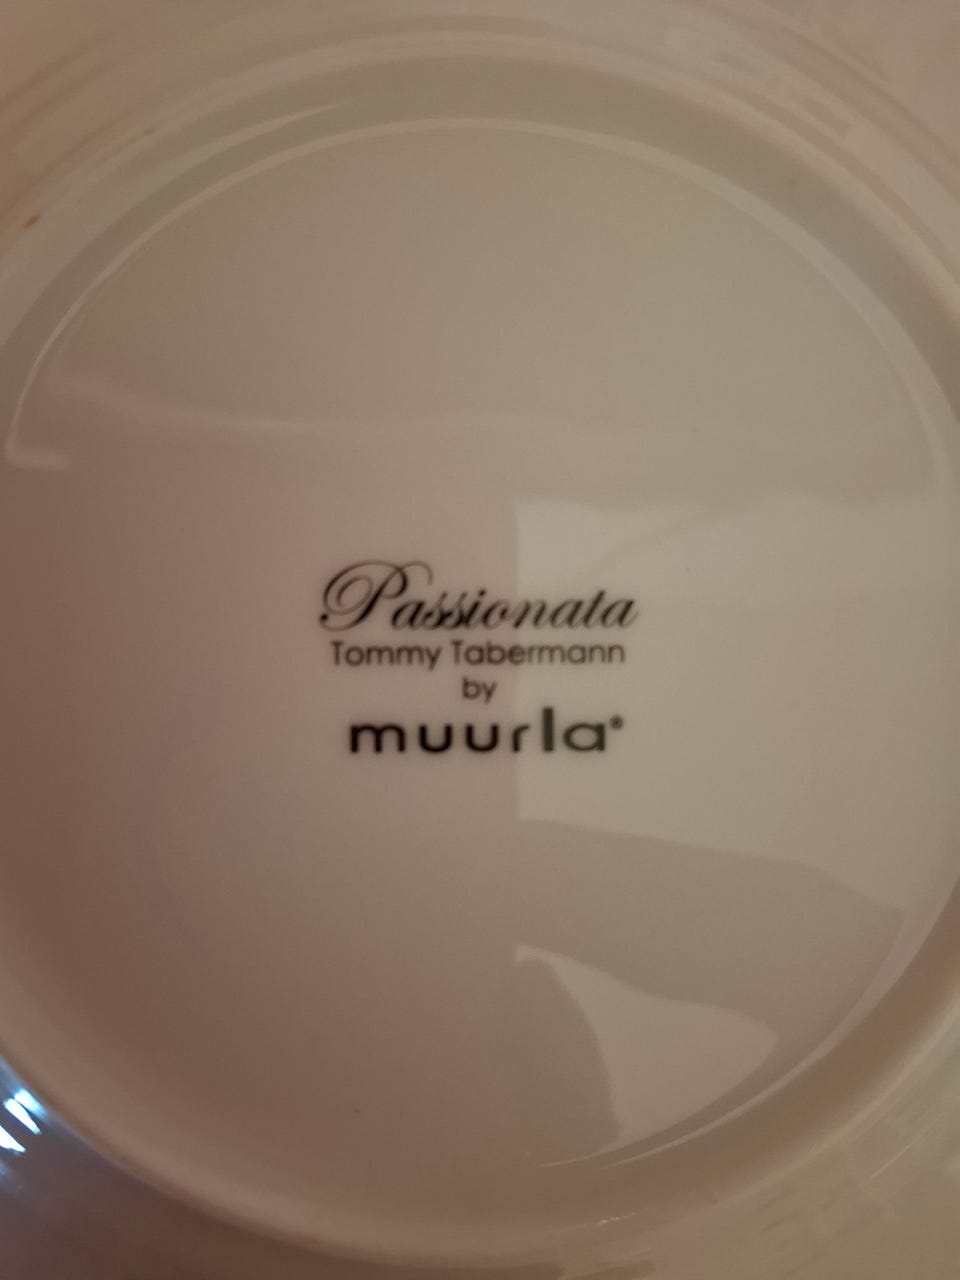 Passionata
Tommy Tabermann
by
muurla®